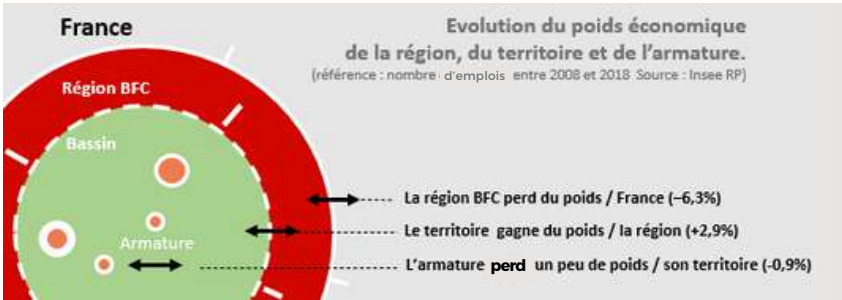 France
Evolution du poids économique
de la région, du territoire et de l'armature.
(référence : nombre d'emplois entre 2008 et 2018 Source : Insee RP)
Région BFC
Bassin
Armature
La région BFC perd du poids / France (–6,3%)
Le territoire gagne du poids / la région (+2,9%)
L'armature perd un peu de poids / son territoire (-0,9%)